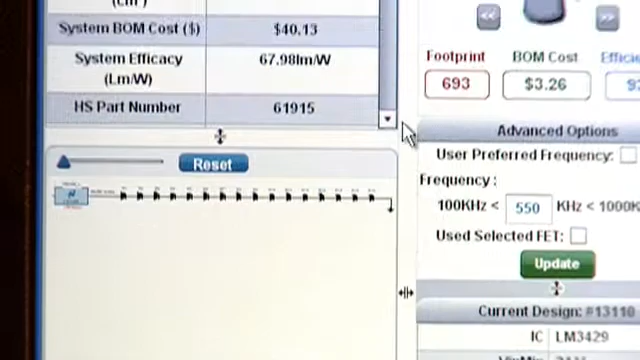 (cm²)
System BOM Cost ($) $40.13
System Efficacy (Lm/W) 67.98lm/W
HS Part Number 61915
Reset
<< >>
Footprint BOM Cost
693 $3.26
Advanced Options
User Preferred Frequency:
Frequency :
100KHz < 550 KHz < 1000K
Used Selected FET:
Update
Current Design: #13110
IC LM3429